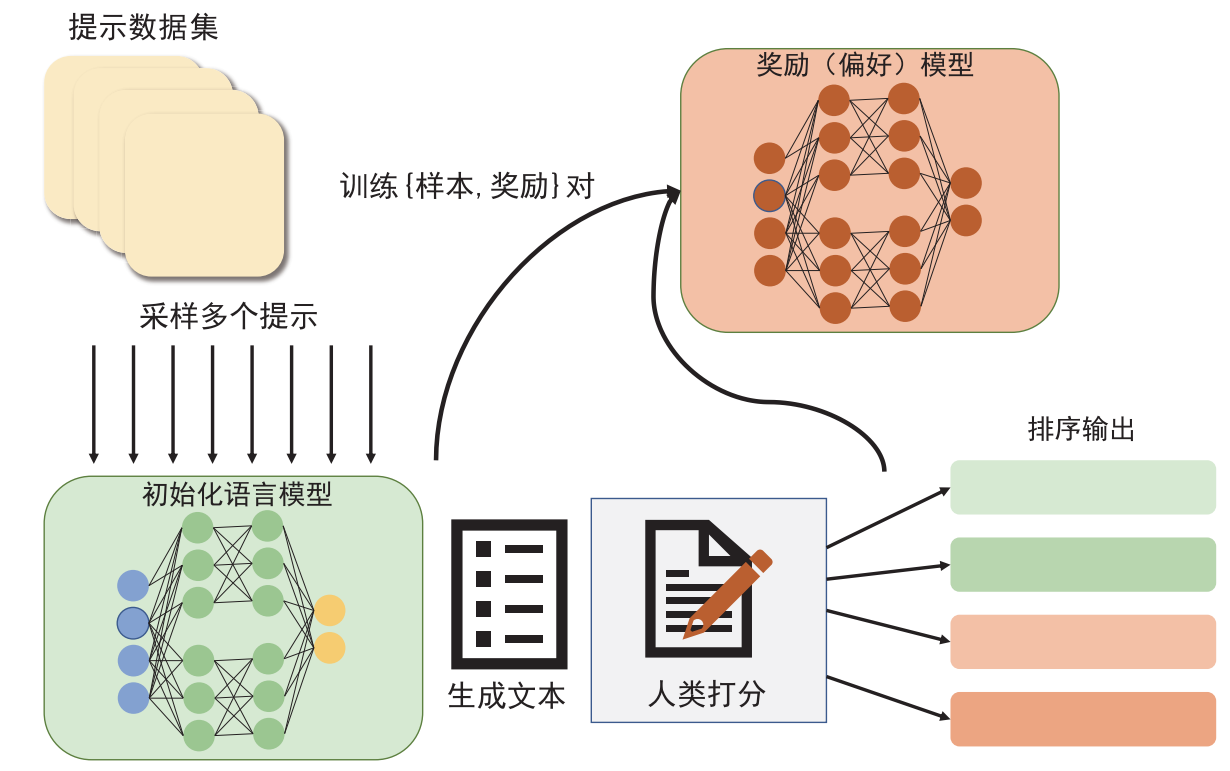 提示数据集
奖励（偏好）模型
训练{样本, 奖励}对
采样多个提示
排序输出
初始化语言模型
生成文本
人类打分